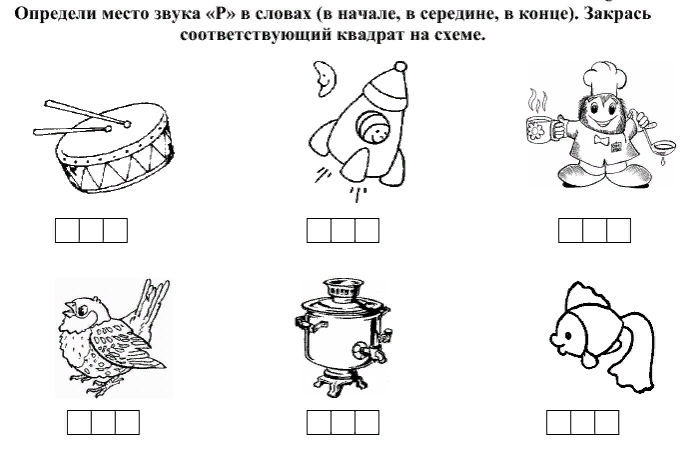 Определи место звука «Р» в словах (в начале, в середине, в конце). Закрась
соответствующий квадрат на схеме.